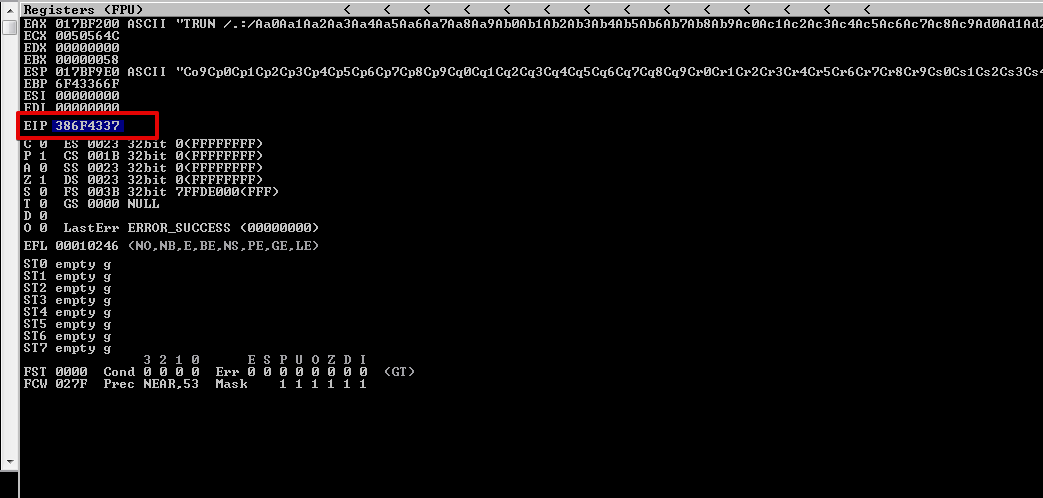 Registers (FPU) < < < < < < < < < < < < < <
EAX 017BF200 ASCII "TRUN /.:/Aa0Aa1Aa2Aa3Aa4Aa5Aa6Aa7Aa8Aa9Ab0Ab1Ab2Ab3Ab4Ab5Ab6Ab7Ab8Ab9Ac0Ac1Ac2Ac3Ac4Ac5Ac6Ac7Ac8Ac9Ad0Ad1Ad2
ECX 0050564C
EDX 00000000
EBX 00000058
ESP 017BF9E0 ASCII "Co9Cp0Cp1Cp2Cp3Cp4Cp5Cp6Cp7Cp8Cp9Cq0Cq1Cq2Cq3Cq4Cq5Cq6Cq7Cq8Cq9Cr0Cr1Cr2Cr3Cr4Cr5Cr6Cr7Cr8Cr9Cs0Cs1Cs2Cs3Cs4
EBP 6F43366F
ESI 00000000
EDI 00000000
EIP 386F4337
C 0 ES 0023 32bit 0(FFFFFFFF)
P 1 CS 001B 32bit 0(FFFFFFFF)
A 0 SS 0023 32bit 0(FFFFFFFF)
Z 1 DS 0023 32bit 0(FFFFFFFF)
S 0 FS 003B 32bit 7FFDE000(FFF)
T 0 GS 0000 NULL
D 0
O 0 LastErr ERROR_SUCCESS (00000000)
EFL 00010246 (NO,NB,E,BE,NS,PE,GE,LE)
ST0 empty g
ST1 empty g
ST2 empty g
ST3 empty g
ST4 empty g
ST5 empty g
ST6 empty g
ST7 empty g
3 2 1 0 E S P U O Z D I
FST 0000 Cond 0 0 0 0 Err 0 0 0 0 0 0 0 0 (GT)
FCW 027F Prec NEAR,53 Mask 1 1 1 1 1 1